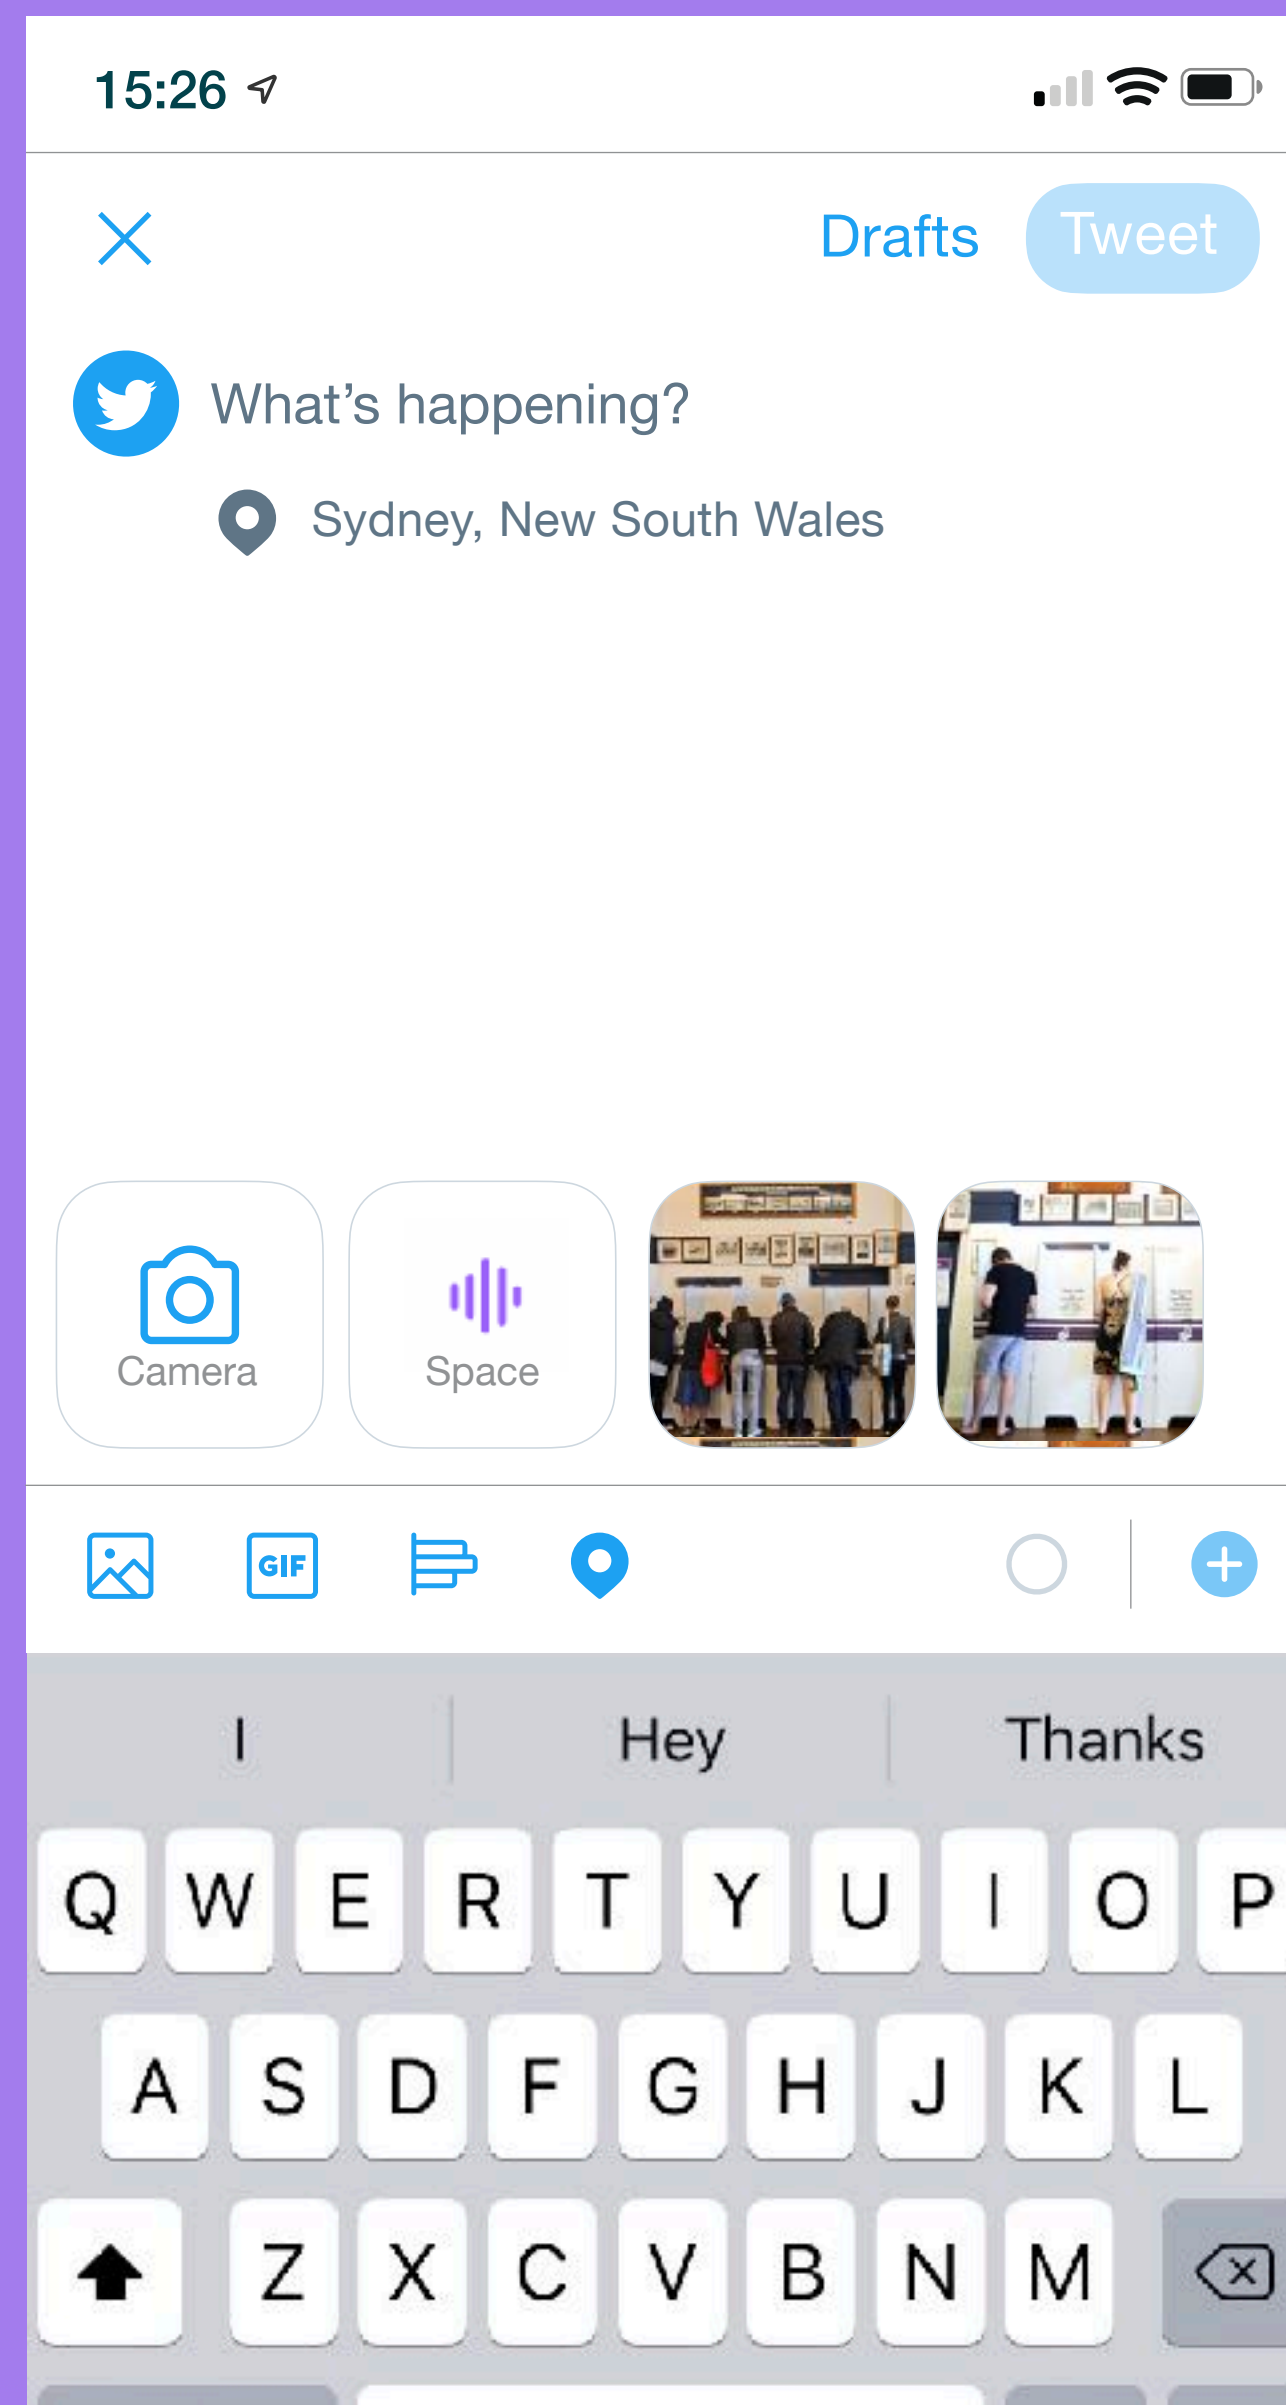 15:26
Drafts Tweet
What’s happening?
Sydney, New South Wales
Camera Space
GIF
I Hey Thanks
Q W E R T Y U I O P
A S D F G H J K L
Z X C V B N M